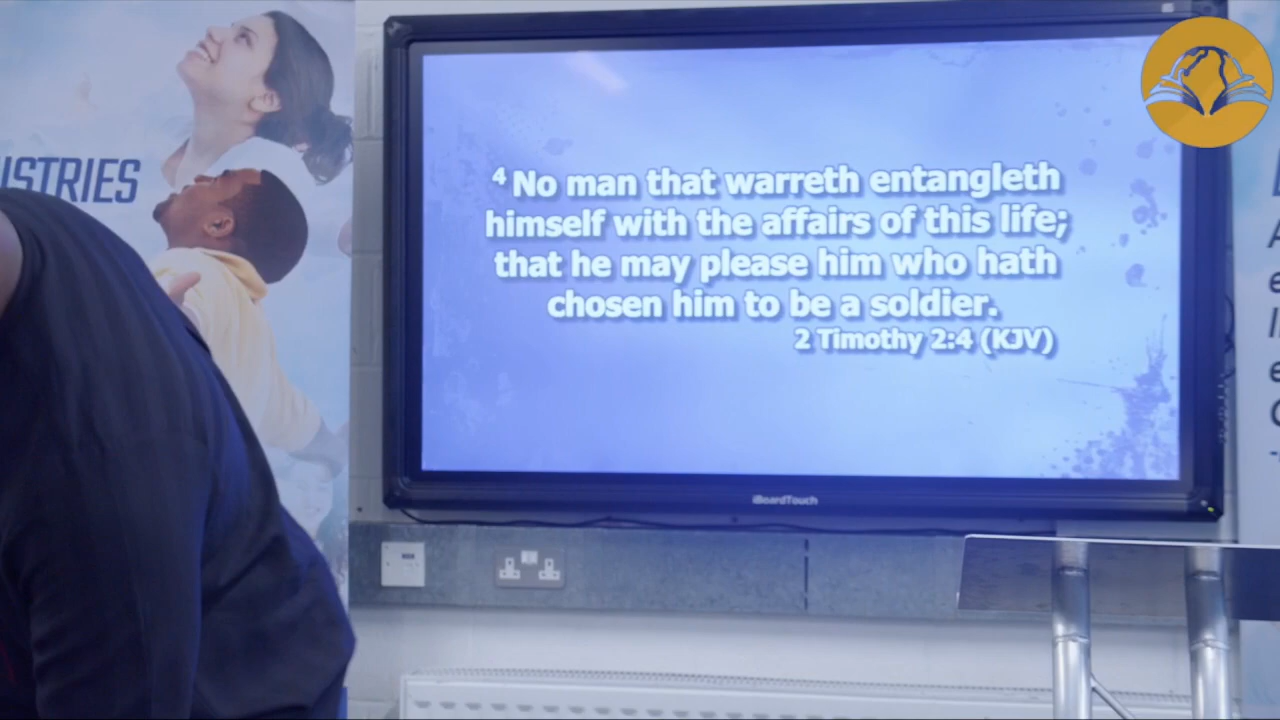 4 No man that warreth entangleth
himself with the affairs of this life;
that he may please him who hath
chosen him to be a soldier.
2 Timothy 2:4 (KJV)
iBoardTouch